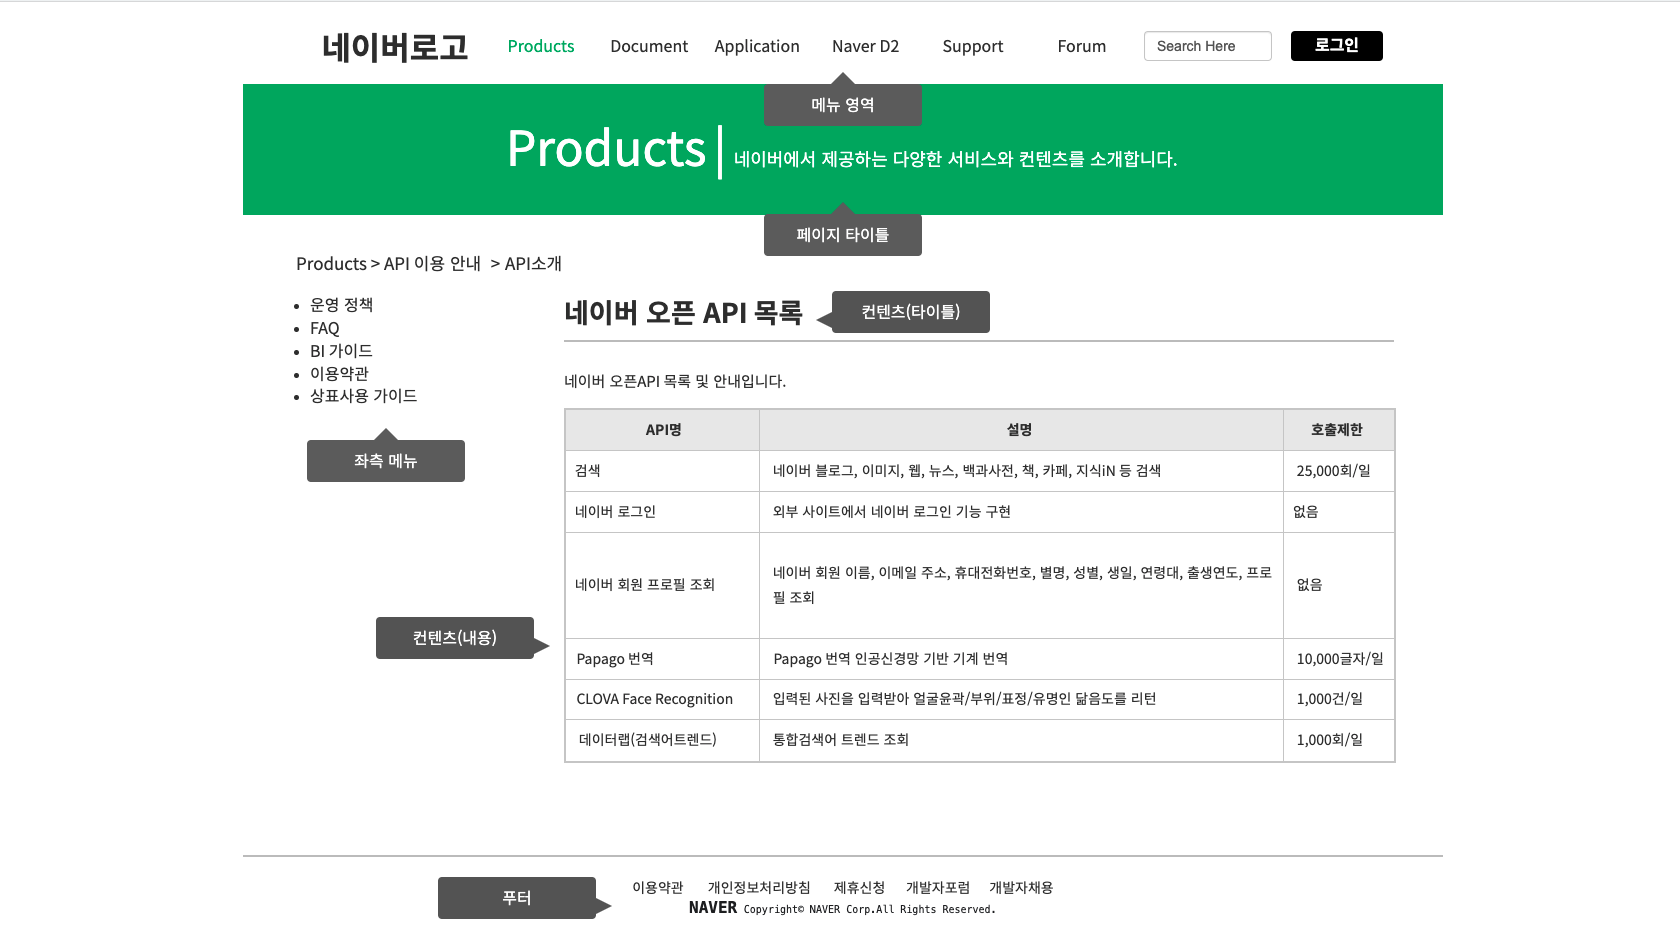 네이버로고 Products Document Application Naver D2 Support Forum Search Here 로그인
메뉴 영역
Products 네이버에서 제공하는 다양한 서비스와 컨텐츠를 소개합니다.
페이지 타이틀
Products > API 이용 안내 > API소개
• 운영 정책
• FAQ
• BI 가이드
• 이용약관
• 상표사용 가이드
좌측 메뉴
네이버 오픈 API 목록 컨텐츠(타이틀)
네이버 오픈API 목록 및 안내입니다.
API명 설명 호출제한
검색 네이버 블로그, 이미지, 웹, 뉴스, 백과사전, 책, 카페, 지식iN 등 검색 25,000회/일
네이버 로그인 외부 사이트에서 네이버 로그인 기능 구현 없음
네이버 회원 프로필 조회 네이버 회원 이름, 이메일 주소, 휴대전화번호, 별명, 성별, 생일, 연령대, 출생연도, 프로
필 조회 없음
컨텐츠(내용)
Papago 번역 Papago 번역 인공신경망 기반 기계 번역 10,000글자/일
CLOVA Face Recognition 입력된 사진을 입력받아 얼굴윤곽/부위/표정/유명인 닮음도를 리턴 1,000건/일
데이터랩(검색어트렌드) 통합검색어 트렌드 조회 1,000회/일
푸터
이용약관 개인정보처리방침 제휴신청 개발자포럼 개발자채용
NAVER Copyright© NAVER Corp.All Rights Reserved.